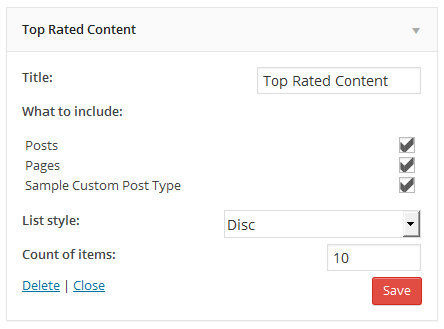 Top Rated Content
Title: Top Rated Content
What to include:
Posts
Pages
Sample Custom Post Type
List style: Disc
Count of items: 10
Delete | Close Save